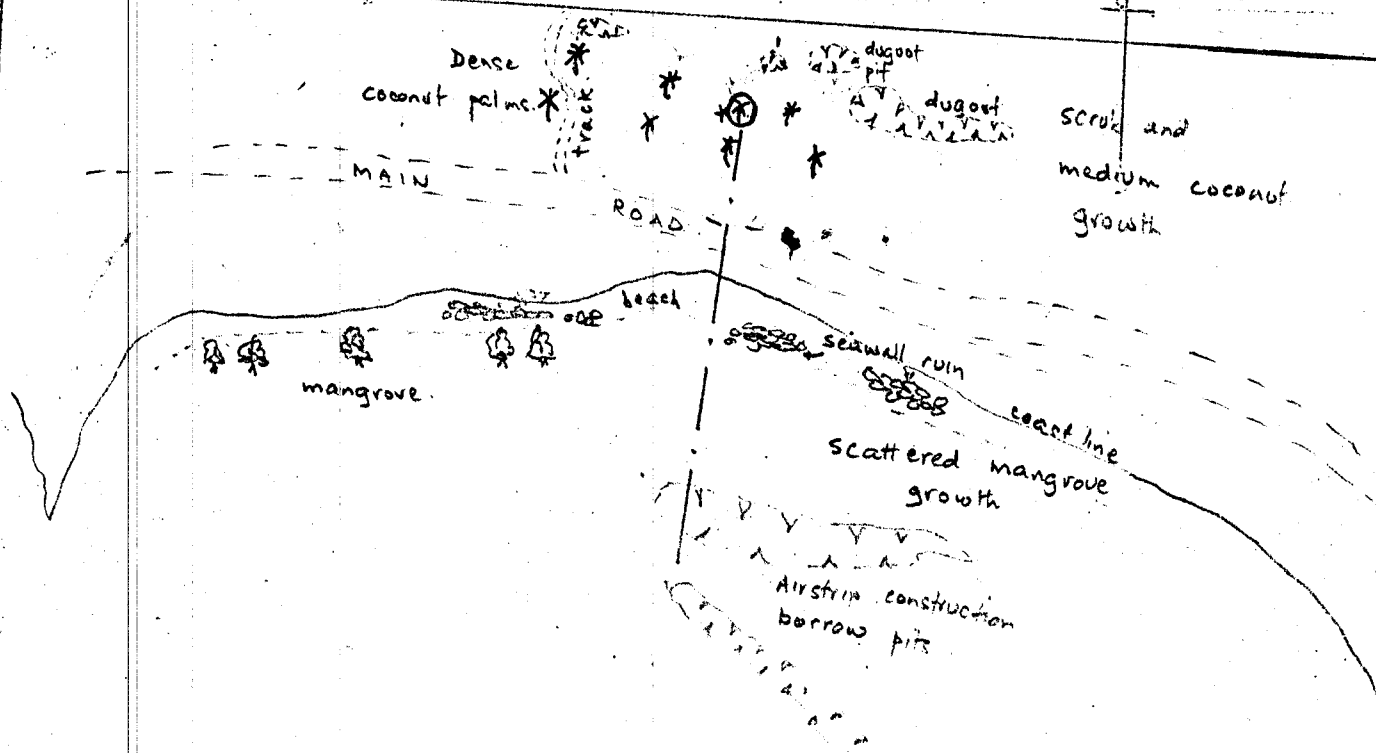 Dense
coconut palms.
track
dugout
pit
dugout
scrub and
medium coconut
growth
MAIN
ROAD
beach
seawall ruin
coast line
mangrove.
scattered mangrove
growth
Airstrip construction
borrow pits